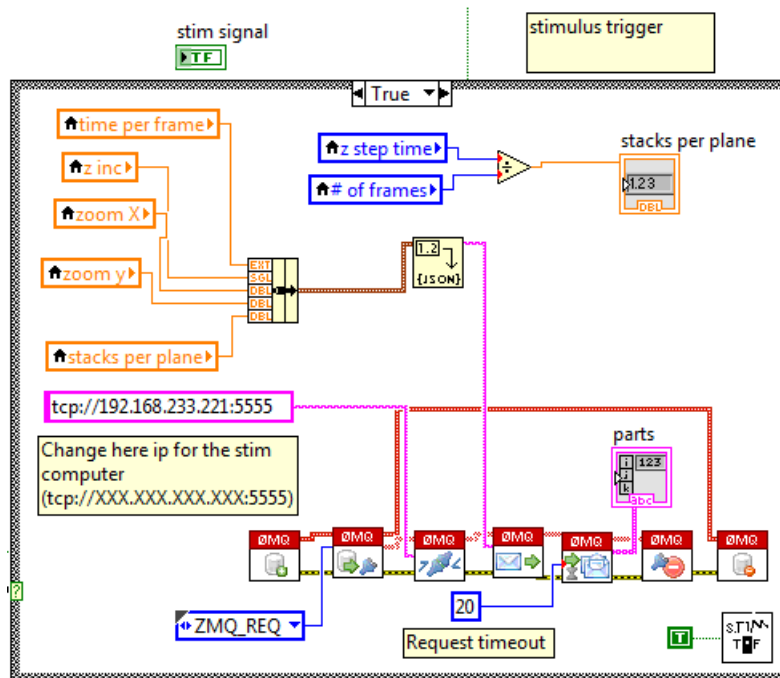 stim signal
TF
stimulus trigger
True
time per frame
z inc
zoom X
zoom y
stacks per plane
z step time
# of frames
÷
stacks per plane
1.23
DBL
EXT
SGL
DBL
DBL
DBL
1.2
{JSON}
tcp://192.168.233.221:5555
Change here ip for the stim
computer
(tcp://XXX.XXX.XXX.XXX:5555)
parts
i
j
k
123
abc
ØMQ
ØMQ
ØMQ
ØMQ
ØMQ
ØMQ
ØMQ
?
ZMQ_REQ
20
Request timeout
T
T F